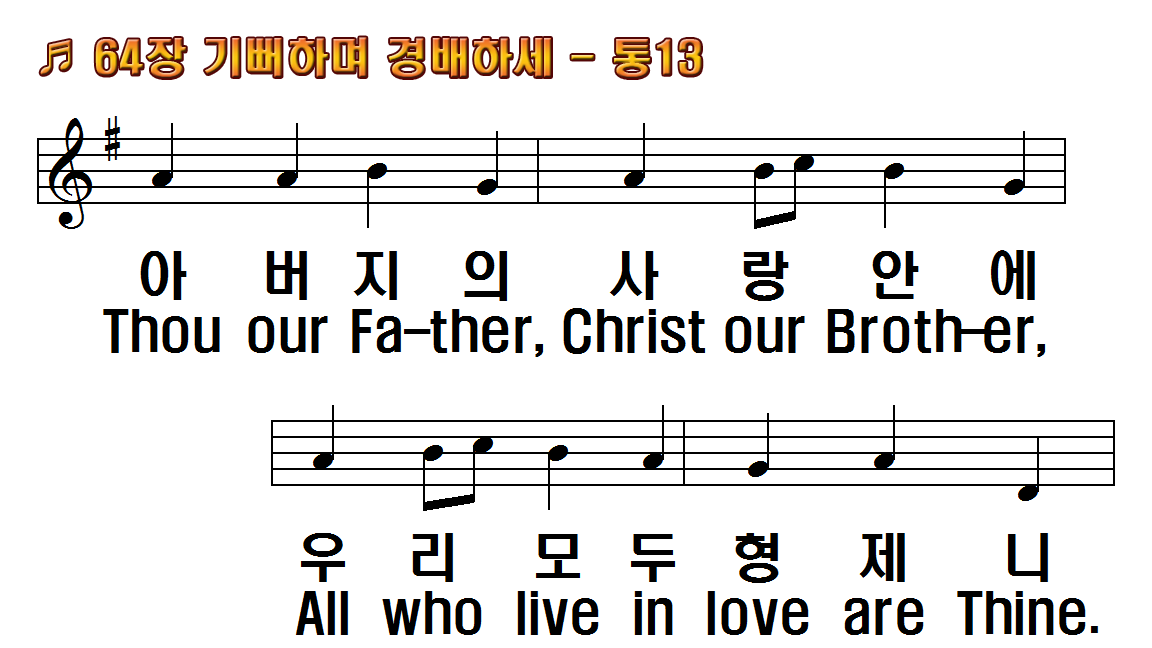 ♬ 64장 기뻐하며 경배하세 - 통13
아 버 지 의 사 랑 안 에
Thou our Fa-ther, Christ our Broth-er,
우 리 모 두 형 제 니
All who live in love are Thine.